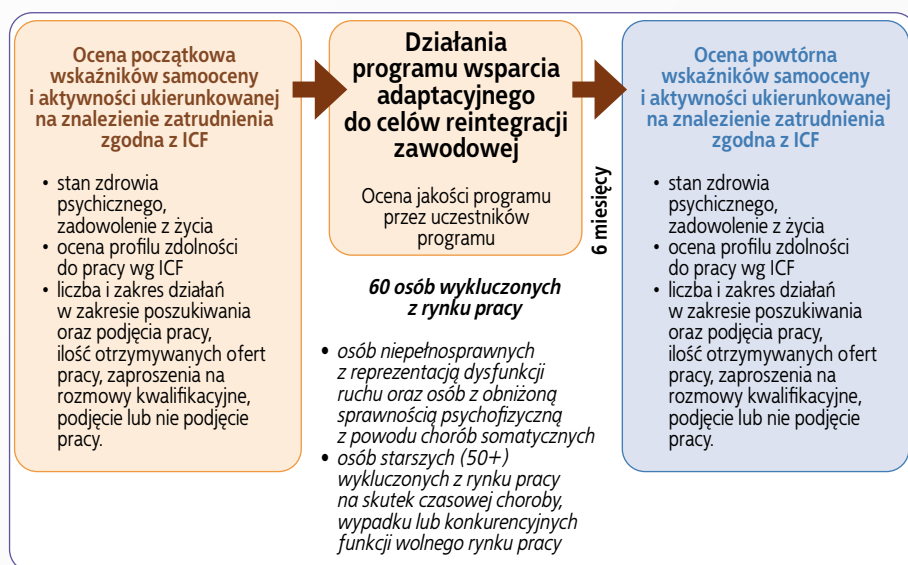 Ocena początkowa
wskaźników samooceny
i aktywności ukierunkowanej
na znalezienie zatrudnienia
zgodna z ICF
• stan zdrowia
psychicznego,
zadowolenie z życia
• ocena profilu zdolności
do pracy wg ICF
• liczba i zakres działań
w zakresie poszukiwania
oraz podjęcia pracy,
ilość otrzymywanych ofert
pracy, zaproszenia na
rozmowy kwalifikacyjne,
podjęcie lub nie podjęcie
pracy.
Działania
programu wsparcia
adaptacyjnego
do celów reintegracji
zawodowej
Ocena jakości programu
przez uczestników
programu
6 miesięcy
60 osób wykluczonych
z rynku pracy
• osób niepełnosprawnych
z reprezentacją dysfunkcji
ruchu oraz osób z obniżoną
sprawnością psychofizyczną
z powodu chorób somatycznych
• osób starszych (50+)
wykluczonych z rynku pracy
na skutek czasowej choroby,
wypadku lub konkurencyjnych
funkcji wolnego rynku pracy
Ocena powtórna
wskaźników samooceny
i aktywności ukierunkowanej
na znalezienie zatrudnienia
zgodna z ICF
• stan zdrowia
psychicznego,
zadowolenie z życia
• ocena profilu zdolności
do pracy wg ICF
• liczba i zakres działań
w zakresie poszukiwania
oraz podjęcia pracy,
ilość otrzymywanych ofert
pracy, zaproszenia na
rozmowy kwalifikacyjne,
podjęcie lub nie podjęcie
pracy.